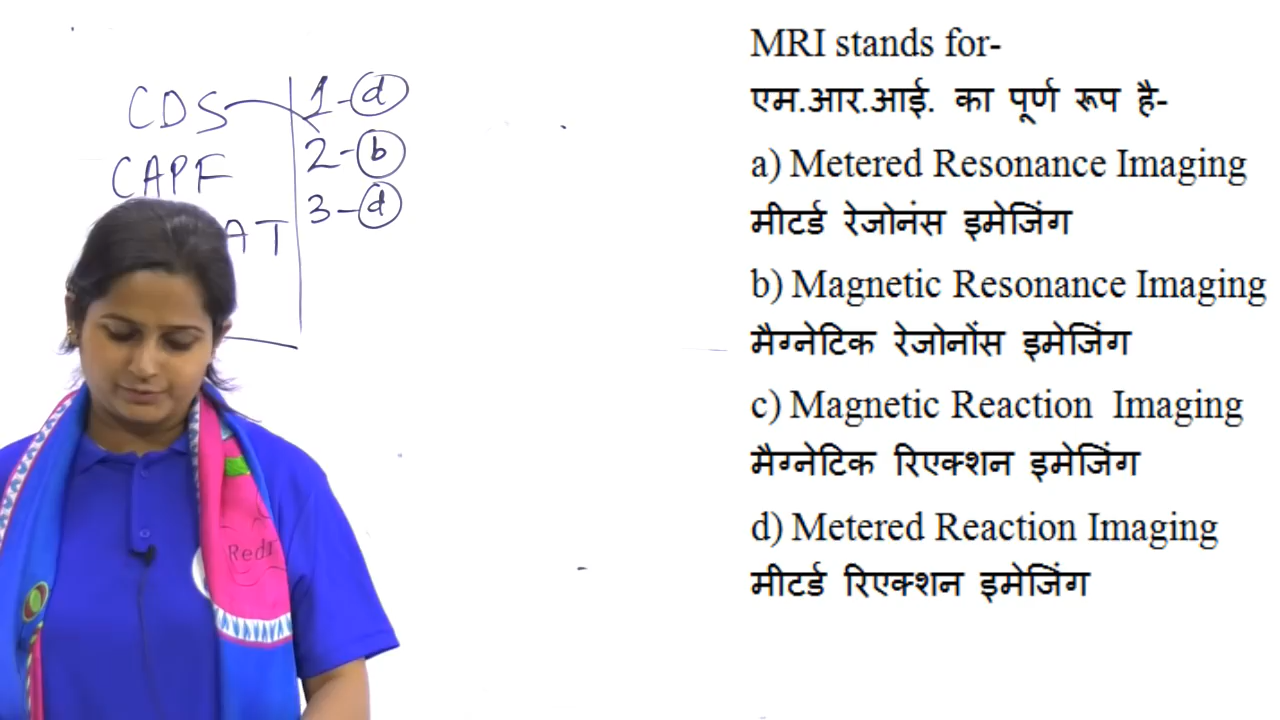 CDS
CAPF
AT
1-d
2-b
3-d
MRI stands for-
एम.आर.आई. का पूर्ण रूप है-
a) Metered Resonance Imaging
मीटर्ड रेजोनंस इमेजिंग
b) Magnetic Resonance Imaging
मैग्नेटिक रेजोनोंस इमेजिंग
c) Magnetic Reaction Imaging
मैग्नेटिक रिएक्शन इमेजिंग
d) Metered Reaction Imaging
मीटर्ड रिएक्शन इमेजिंग